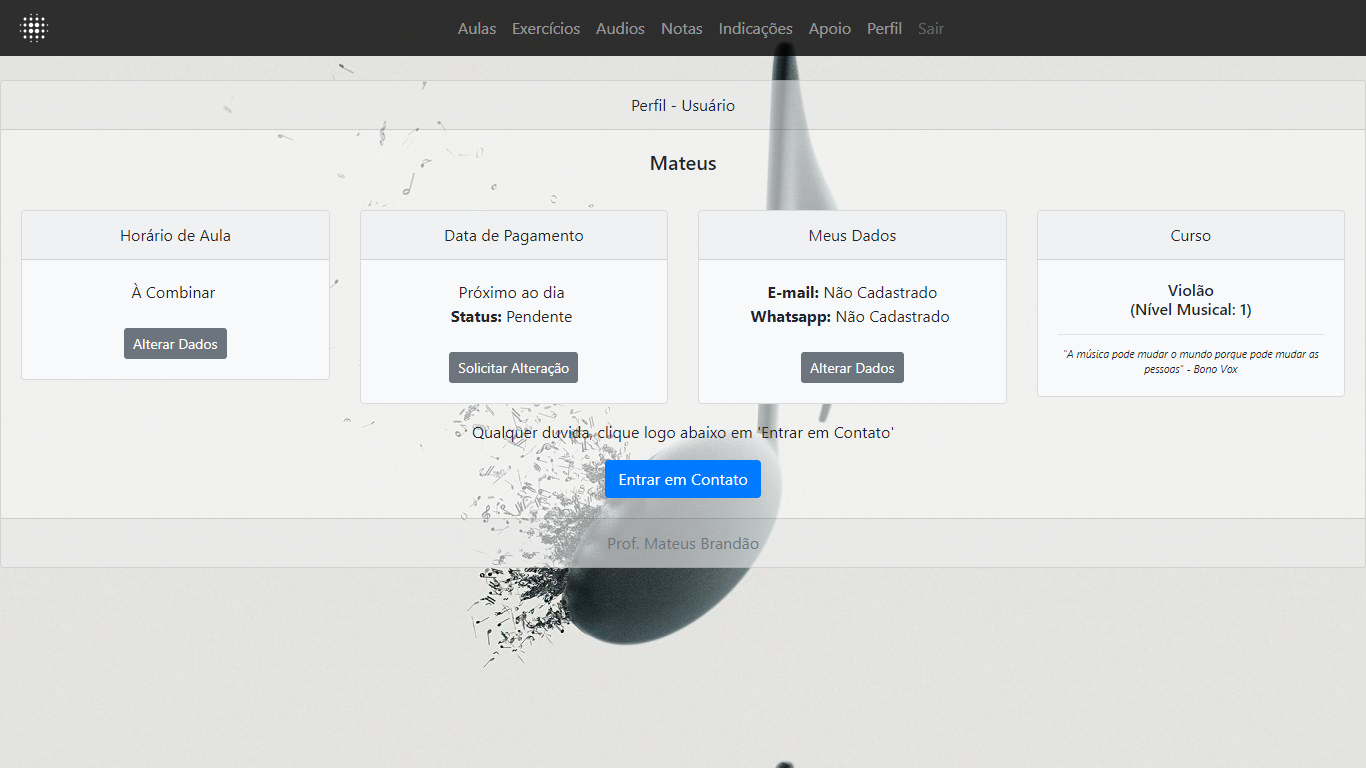 Aulas Exercícios Audios Notas Indicações Apoio Perfil Sair
Perfil - Usuário
Mateus
Horário de Aula
À Combinar
Alterar Dados
Data de Pagamento
Próximo ao dia
Status: Pendente
Solicitar Alteração
Meus Dados
E-mail: Não Cadastrado
Whatsapp: Não Cadastrado
Alterar Dados
Curso
Violão
(Nível Musical: 1)
"A música pode mudar o mundo porque pode mudar as
pessoas" - Bono Vox
Qualquer duvida, clique logo abaixo em 'Entrar em Contato'
Entrar em Contato
Prof. Mateus Brandão